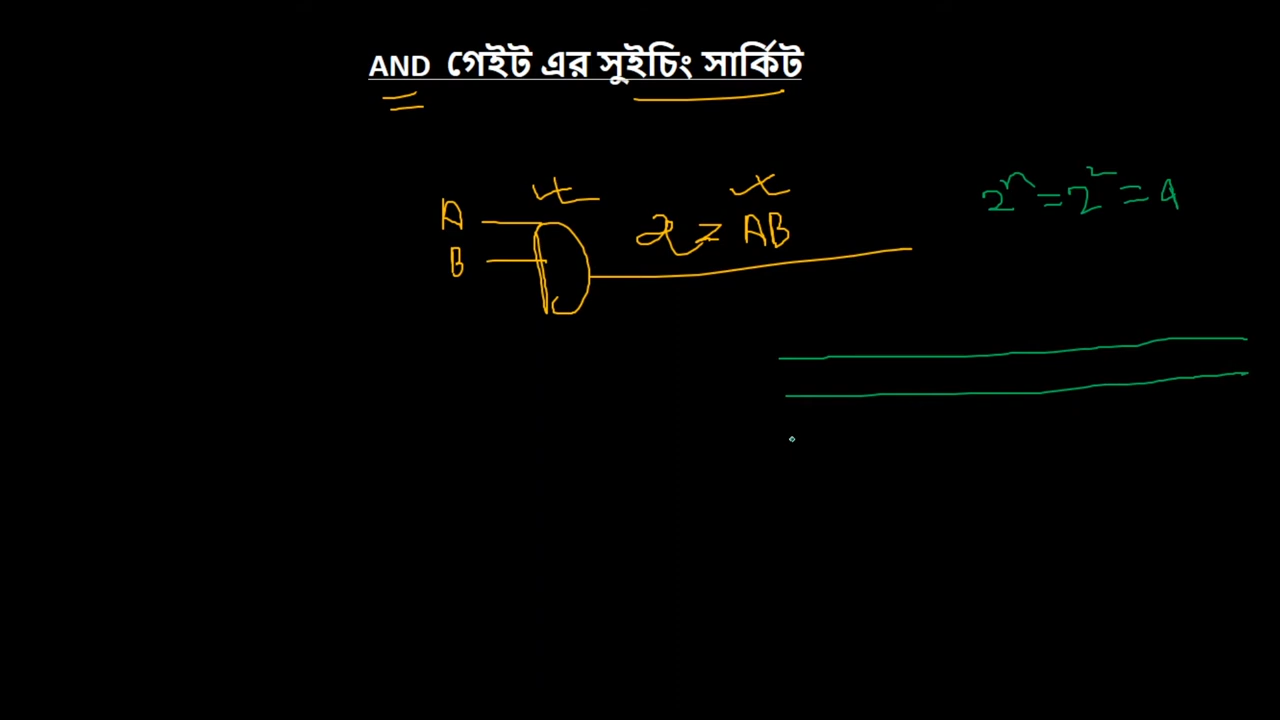 AND গেইট এর সুইচিং সার্কিট
A
B
= AB
2ⁿ = 2² = 4